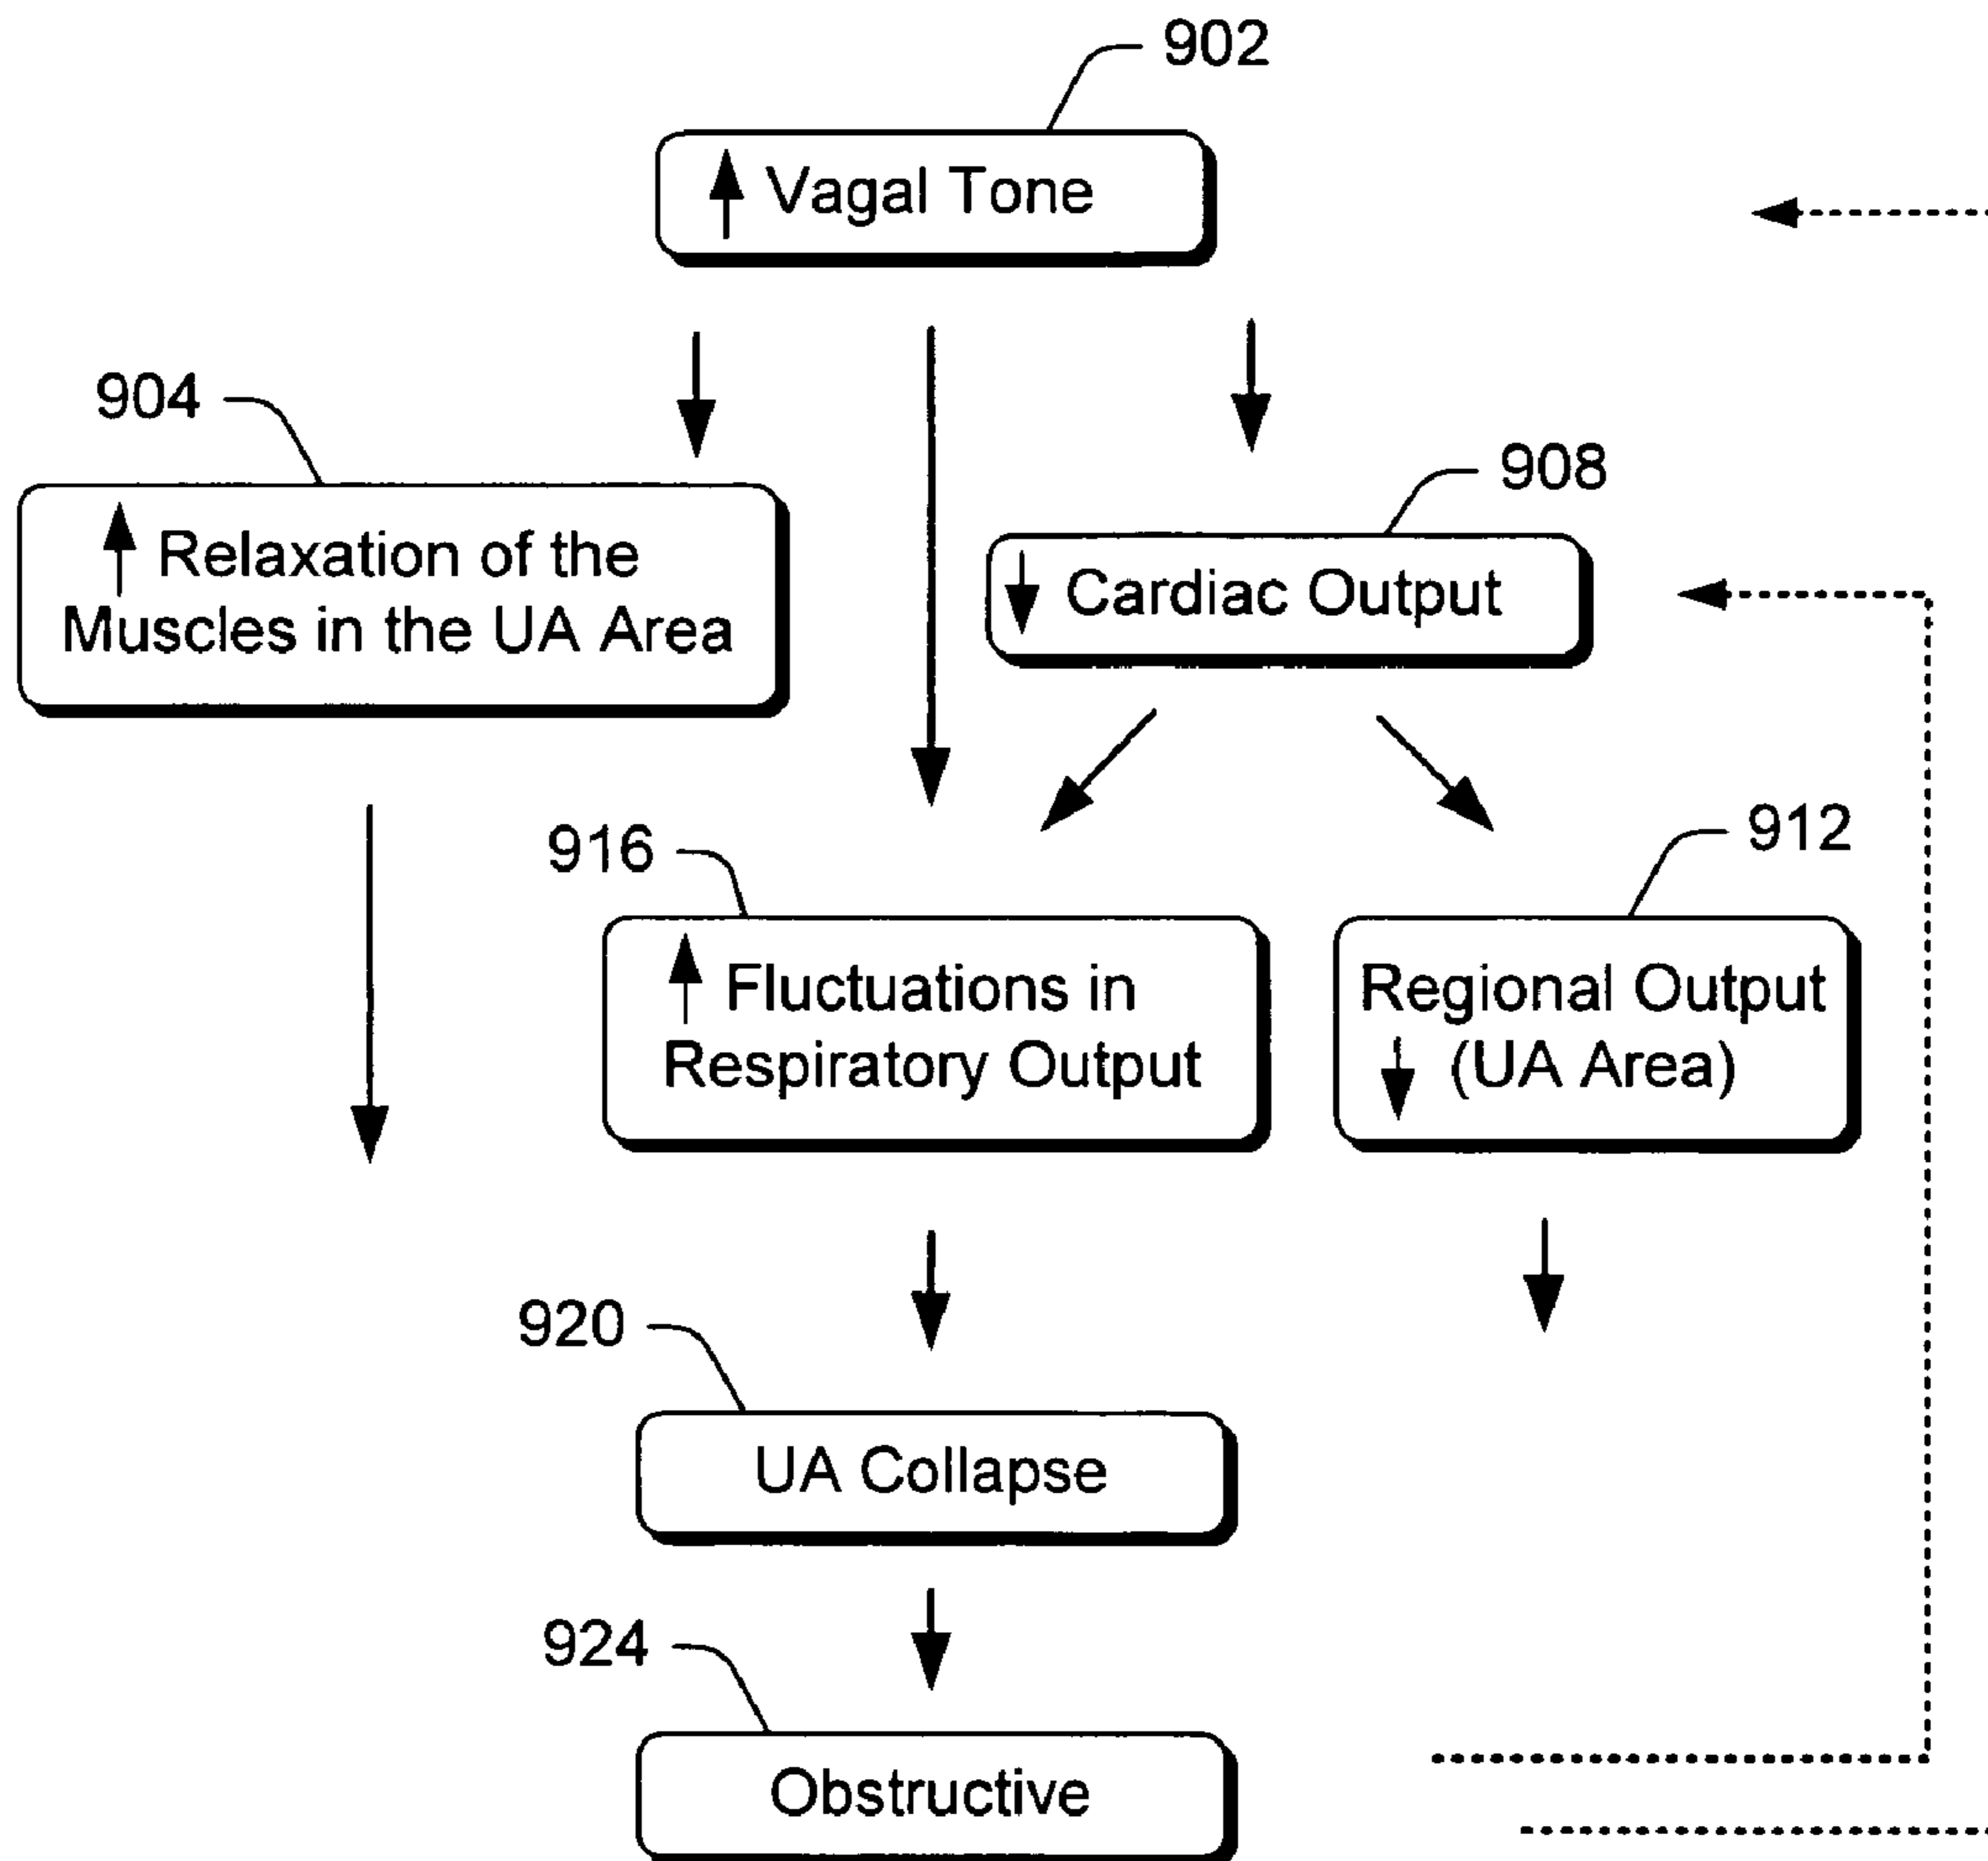 902
Vagal Tone
904
Relaxation of the
Muscles in the UA Area
908
Cardiac Output
916
Fluctuations in
Respiratory Output
912
Regional Output
(UA Area)
920
UA Collapse
924
Obstructive